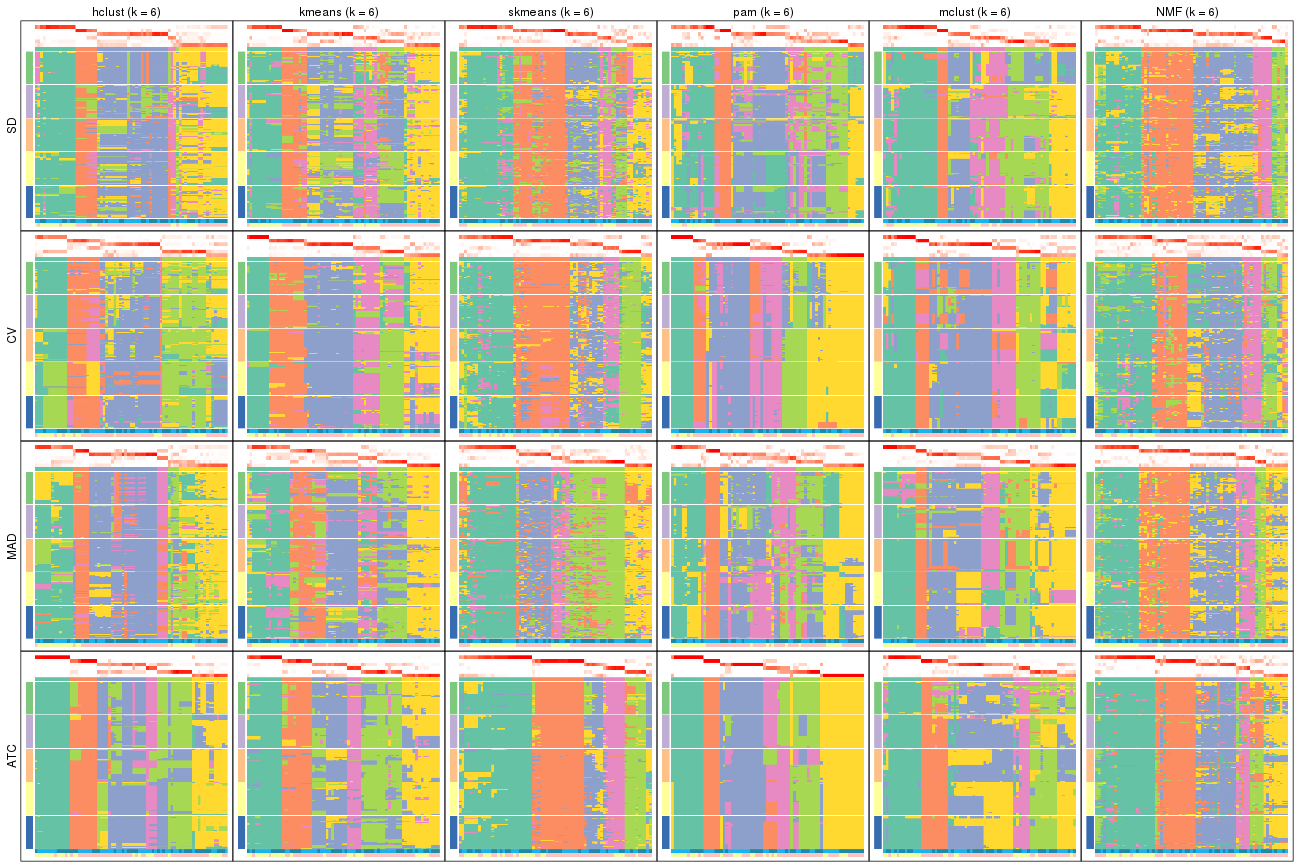 hclust (k = 6) kmeans (k = 6) skmeans (k = 6) pam (k = 6) mclust (k = 6) NMF (k = 6)
SD
CV
MAD
ATC